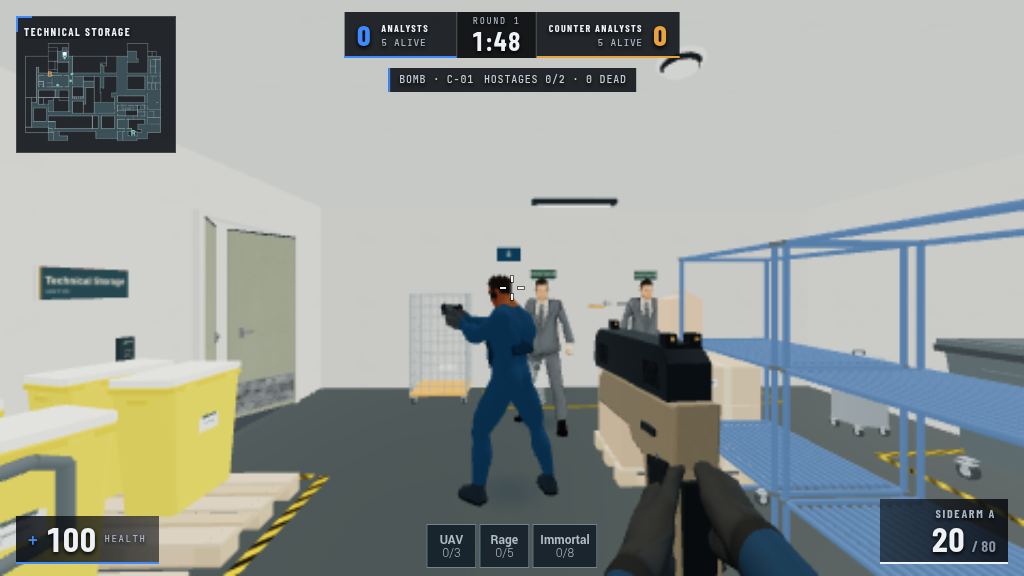 TECHNICAL STORAGE
0
ANALYSTS
5 ALIVE
ROUND 1
1:48
COUNTER ANALYSTS
5 ALIVE
0
BOMB · C-01 HOSTAGES 0/2 · 0 DEAD
Technical Storage
+ 100 HEALTH
UAV
0/3
Rage
0/5
Immortal
0/8
SIDEARM A
20 / 80